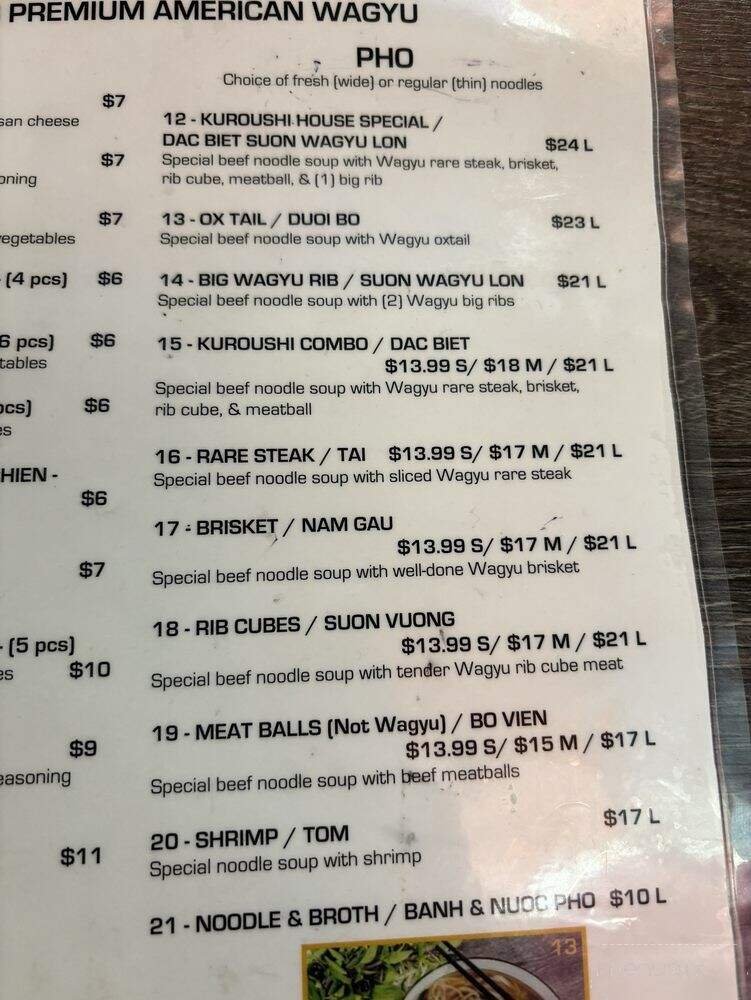 PREMIUM AMERICAN WAGYU
$7
san cheese
$7
oning
$7
vegetables
- (4 pcs) $6
6 pcs) $6
tables
pcs) $6
es
HIEN -
$6
$7
- (5 pcs)
es $10
$9
easoning
$11
PHO
Choice of fresh (wide) or regular (thin) noodles
12 - KUROUSHI HOUSE SPECIAL /
DAC BIET SUON WAGYU LON $24 L
Special beef noodle soup with Wagyu rare steak, brisket,
rib cube, meatball, & (1) big rib
13 - OX TAIL / DUOI BO $23 L
Special beef noodle soup with Wagyu oxtail
14 - BIG WAGYU RIB / SUON WAGYU LON $21 L
Special beef noodle soup with (2) Wagyu big ribs
15 - KUROUSHI COMBO / DAC BIET
$13.99 S/ $18 M / $21 L
Special beef noodle soup with Wagyu rare steak, brisket,
rib cube, & meatball
16 - RARE STEAK / TAI $13.99 S/ $17 M / $21 L
Special beef noodle soup with sliced Wagyu rare steak
17 - BRISKET / NAM GAU
$13.99 S/ $17 M / $21 L
Special beef noodle soup with well-done Wagyu brisket
18 - RIB CUBES / SUON VUONG
$13.99 S/ $17 M / $21 L
Special beef noodle soup with tender Wagyu rib cube meat
19 - MEAT BALLS (Not Wagyu) / BO VIEN
$13.99 S/ $15 M / $17 L
Special beef noodle soup with beef meatballs
$17 L
20 - SHRIMP / TOM
Special noodle soup with shrimp
21 - NOODLE & BROTH / BANH & NUOC PHO $10 L
13